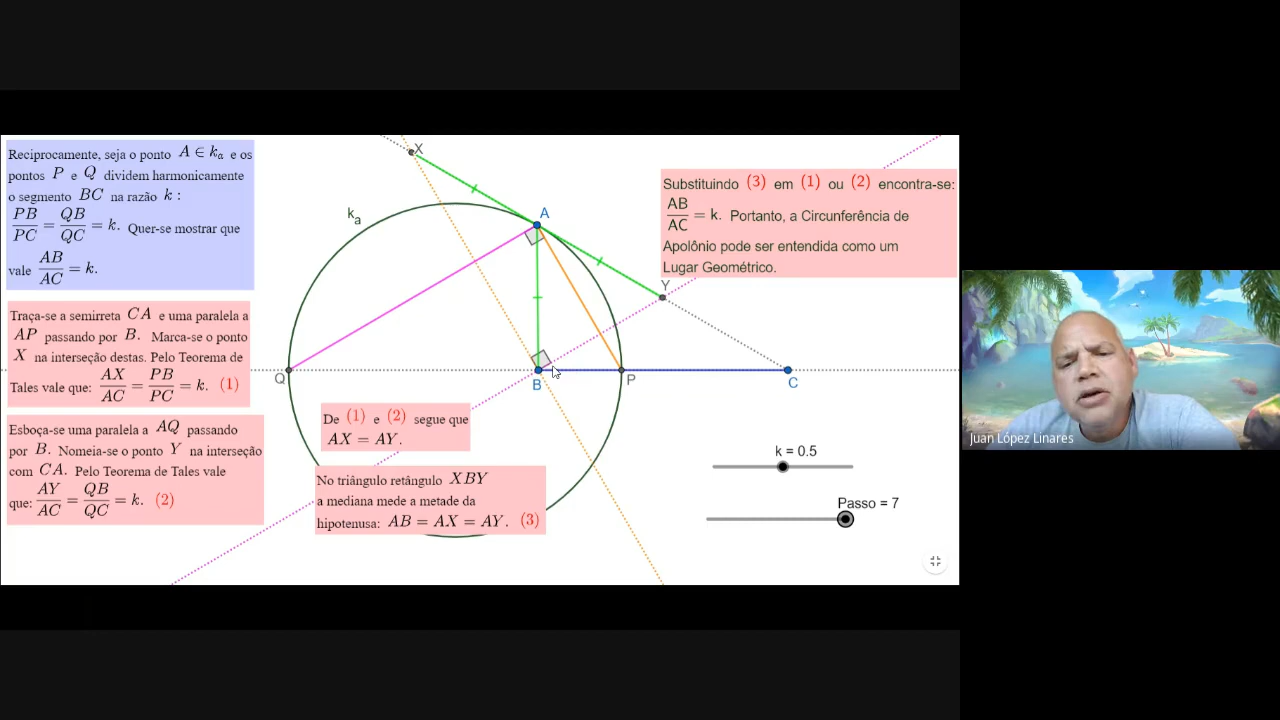 Reciprocamente, seja o ponto A ∈ kₐ e os
pontos P e Q dividem harmonicamente
o segmento BC na razão k :
PB/PC = QB/QC = k. Quer-se mostrar que
vale AB/AC = k.
Traça-se a semirreta CA e uma paralela a
AP passando por B. Marca-se o ponto
X na interseção destas. Pelo Teorema de
Tales vale que: AX/AC = PB/PC = k. (1)
Esboça-se uma paralela a AQ passando
por B. Nomeia-se o ponto Y na interseção
com CA. Pelo Teorema de Tales vale
que: AY/AC = QB/QC = k. (2)
De (1) e (2) segue que
AX = AY.
No triângulo retângulo XBY
a mediana mede a metade da
hipotenusa: AB = AX = AY. (3)
Substituindo (3) em (1) ou (2) encontra-se:
AB/AC = k. Portanto, a Circunferência de
Apolônio pode ser entendida como um
Lugar Geométrico.
X
kₐ
A
Y
Q
B
P
C
k = 0.5
Passo = 7
Juan López Linares